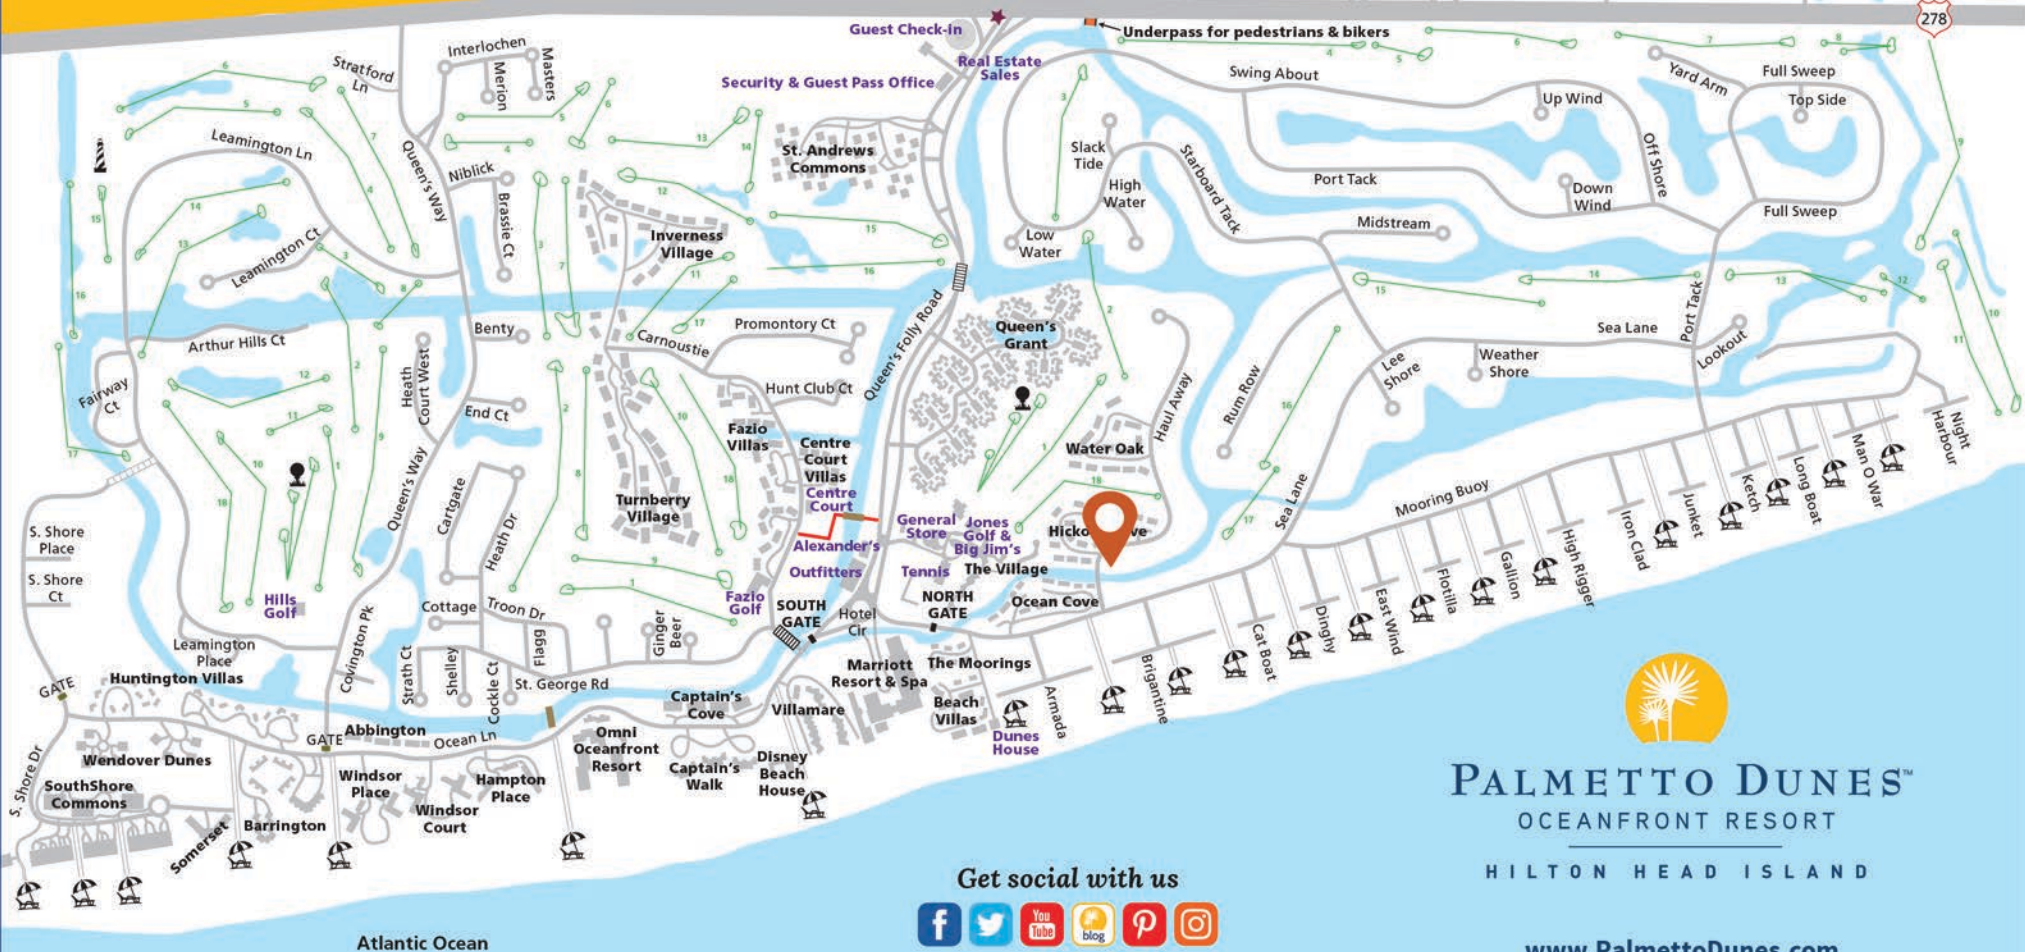 278
Guest Check-in
Underpass for pedestrians & bikers
Real Estate
Sales
Security & Guest Pass Office
Interlochen
Merion
Masters
Stratford
Ln
Leamington Ln
Queen's Way
Niblick
Brassie Ct
Leamington Ct
St. Andrews
Commons
Inverness
Village
Swing About
Slack
Tide
High
Water
Low
Water
Starboard Tack
Port Tack
Up Wind
Down
Wind
Off Shore
Yard Arm
Full Sweep
Top Side
Full Sweep
Midstream
Arthur Hills Ct
Fairway
Ct
Benty
Heath
Court West
End Ct
Carnoustie
Promontory Ct
Hunt Club Ct
Queen's Folly Road
Queen's
Grant
Haul Away
Rum Row
Lee
Shore
Weather
Shore
Sea Lane
Port Tack
Lookout
Night
Harbour
Fazio
Villas
Centre
Court
Villas
Centre
Court
Water Oak
Turnberry
Village
Cartgate
Heath Dr
Queen's Way
Alexander's
Outfitters
General
Store
Jones
Golf &
Big Jim's
Tennis
The Village
Ocean Cove
Sea Lane
Mooring Buoy
Man O War
Long Boat
Ketch
Junket
Iron Clad
High Rigger
Gallion
Flotilla
East Wind
Dinghy
Cat Boat
Brigantine
Armada
S. Shore
Place
S. Shore
Ct
Hills
Golf
Fazio
Golf
SOUTH
GATE
Hotel
Cir
NORTH
GATE
Cottage
Troon Dr
Flagg
Ginger
Beer
Leamington
Place
Covington Pk
Strath Ct
Shelley
Cockle Ct
St. George Rd
Huntington Villas
GATE
Marriott
Resort & Spa
The Moorings
Beach
Villas
Dunes
House
Captain's
Cove
Villamare
GATE
Abbington
Ocean Ln
Omni
Oceanfront
Resort
Captain's
Walk
Disney
Beach
House
Wendover Dunes
S. Shore Dr
SouthShore
Commons
Windsor
Place
Hampton
Place
Windsor
Court
Barrington
Somerset
PALMETTO DUNES™
OCEANFRONT RESORT
HILTON HEAD ISLAND
Get social with us
You
Tube
blog
Atlantic Ocean
www.PalmettoDunes.com